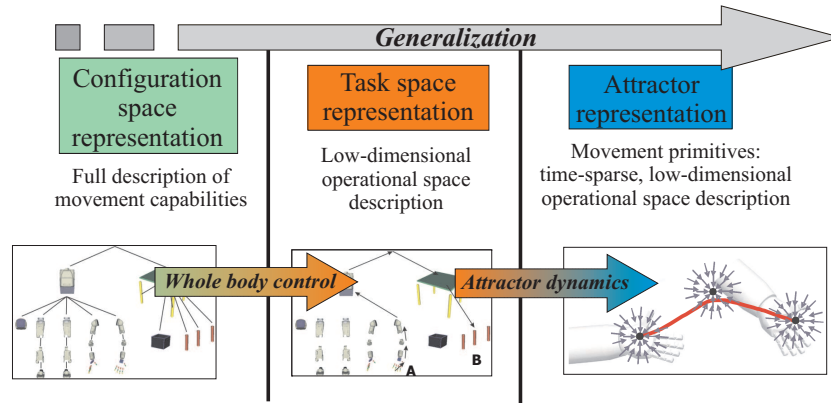 Generalization
Configuration
space
representation
Task space
representation
Attractor
representation
Full description of
movement capabilities
Low-dimensional
operational space
description
Movement primitives:
time-sparse, low-dimensional
operational space description
Whole body control
Attractor dynamics
A
B